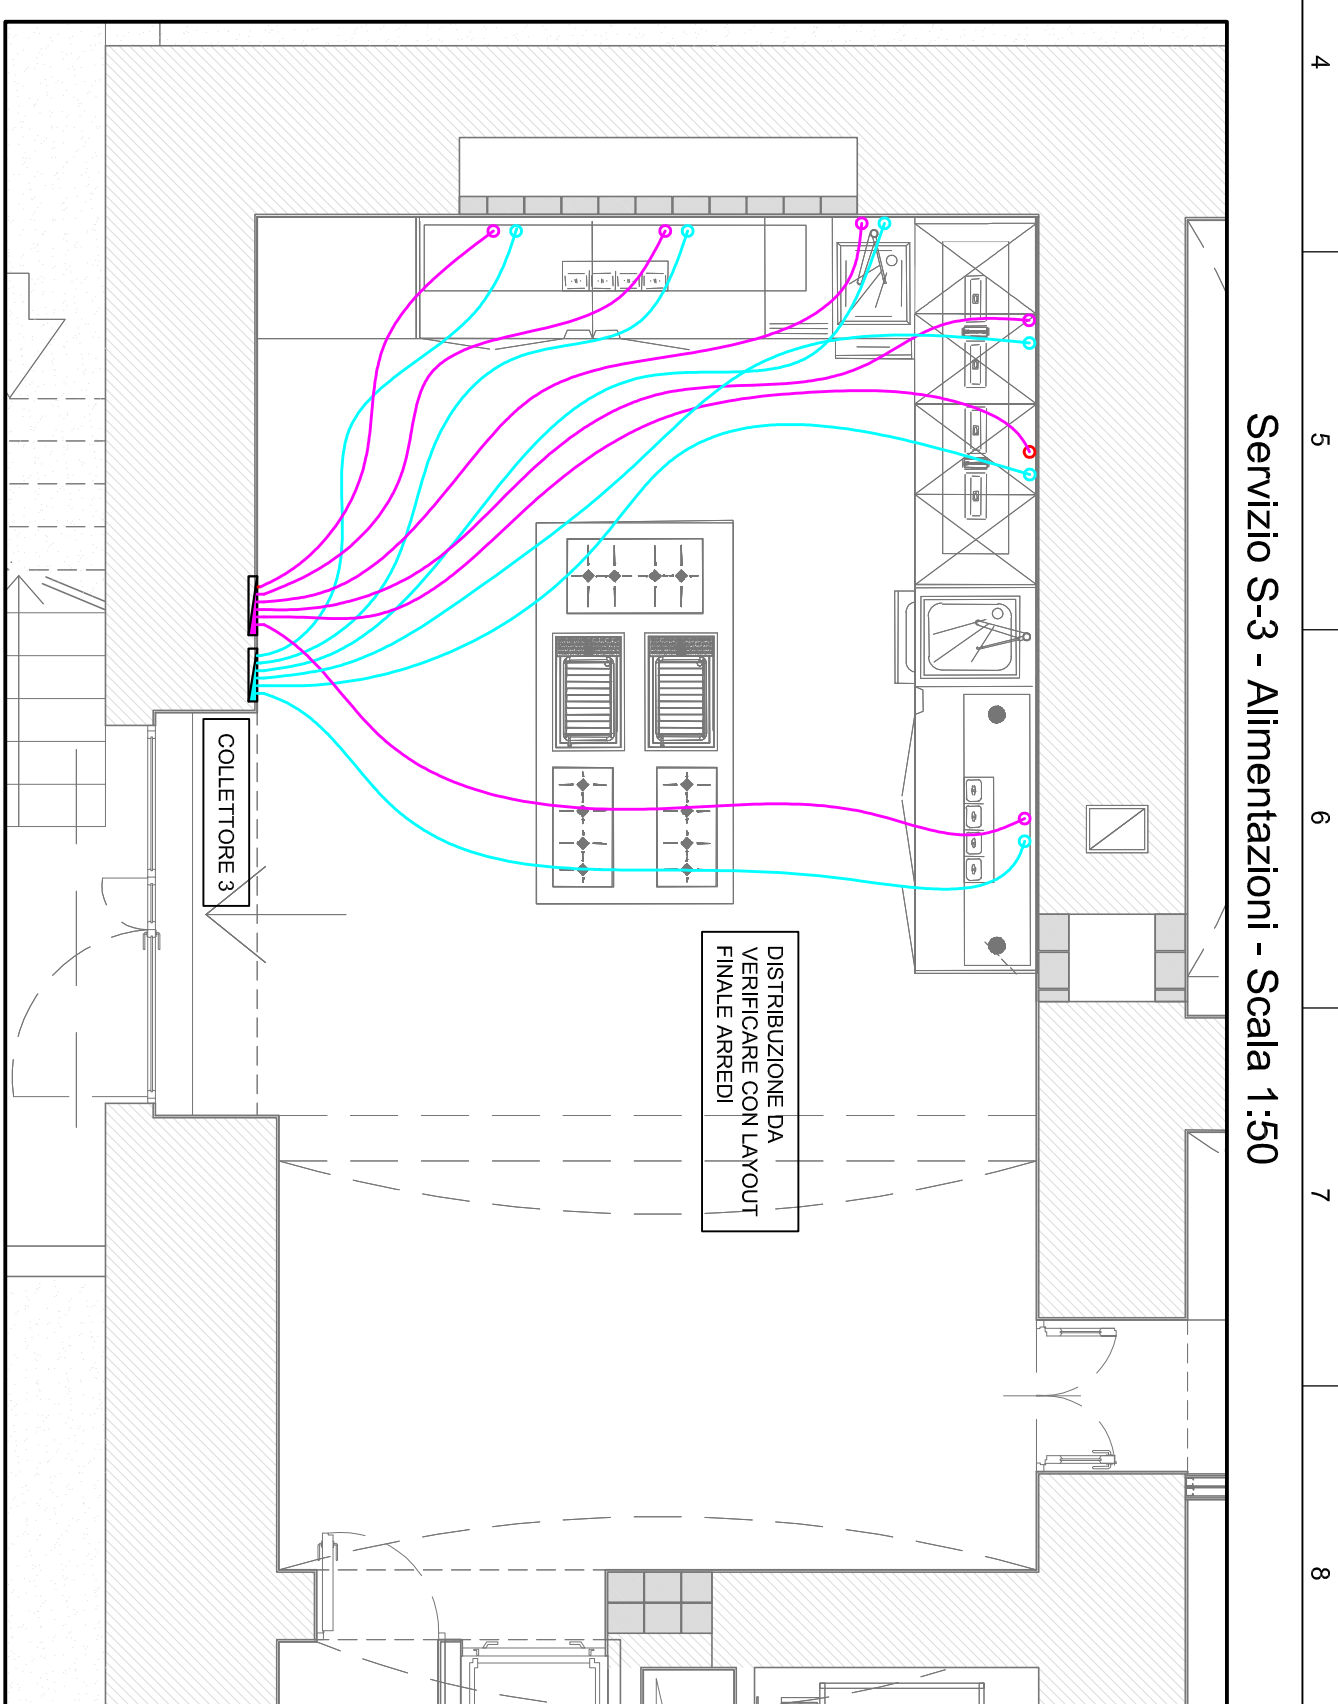 Servizio S-3 - Alimentazioni - Scala 1:50
4
5
6
7
8
COLLETTORE 3
DISTRIBUZIONE DA
VERIFICARE CON LAYOUT
FINALE ARREDI